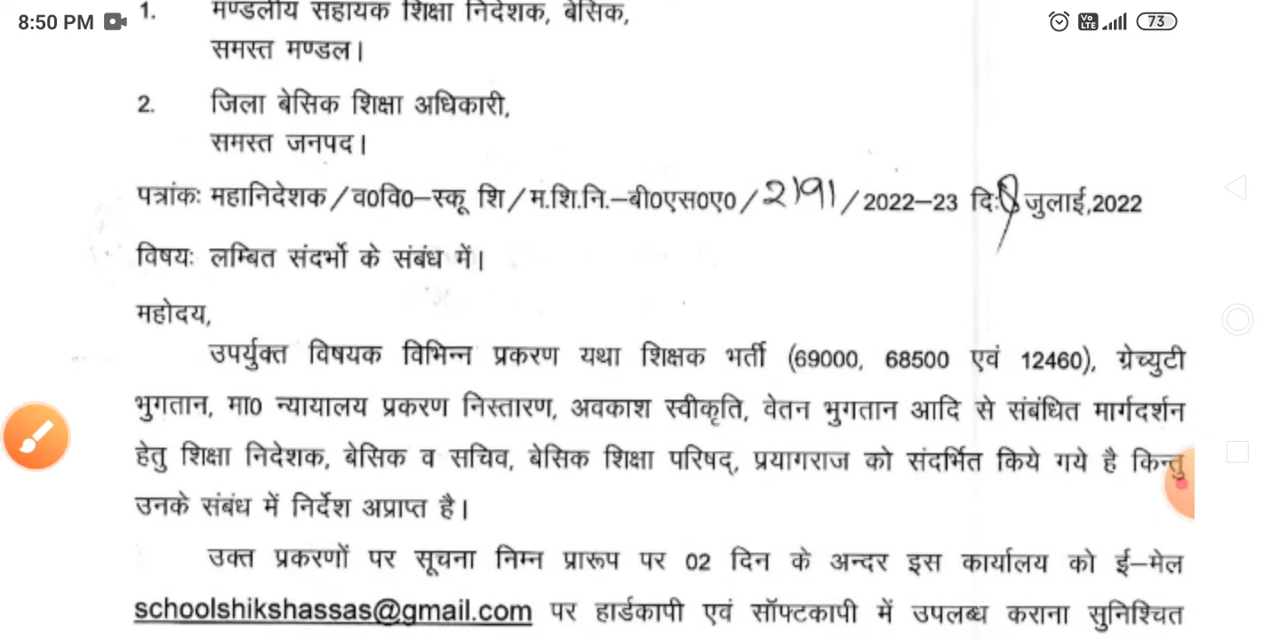 8:50 PM
VoLTE 73
1. मण्डलीय सहायक शिक्षा निदेशक, बेसिक,
समस्त मण्डल।
2. जिला बेसिक शिक्षा अधिकारी,
समस्त जनपद।
पत्रांकः महानिदेशक/व0वि0–स्कू शि/म.शि.नि.–बी०एस०ए०/2191/2022–23 दि: जुलाई,2022
विषयः लम्बित संदर्भो के संबंध में।
महोदय,
उपर्युक्त विषयक विभिन्न प्रकरण यथा शिक्षक भर्ती (69000, 68500 एवं 12460), ग्रेच्युटी
भुगतान, मा0 न्यायालय प्रकरण निस्तारण, अवकाश स्वीकृति, वेतन भुगतान आदि से संबंधित मार्गदर्शन
हेतु शिक्षा निदेशक, बेसिक व सचिव, बेसिक शिक्षा परिषद्, प्रयागराज को संदर्भित किये गये है किन्तु
उनके संबंध में निर्देश अप्राप्त है।
उक्त प्रकरणों पर सूचना निम्न प्रारूप पर 02 दिन के अन्दर इस कार्यालय को ई–मेल
schoolshikshassas@gmail.com पर हार्डकापी एवं सॉफ्टकापी में उपलब्ध कराना सुनिश्चित